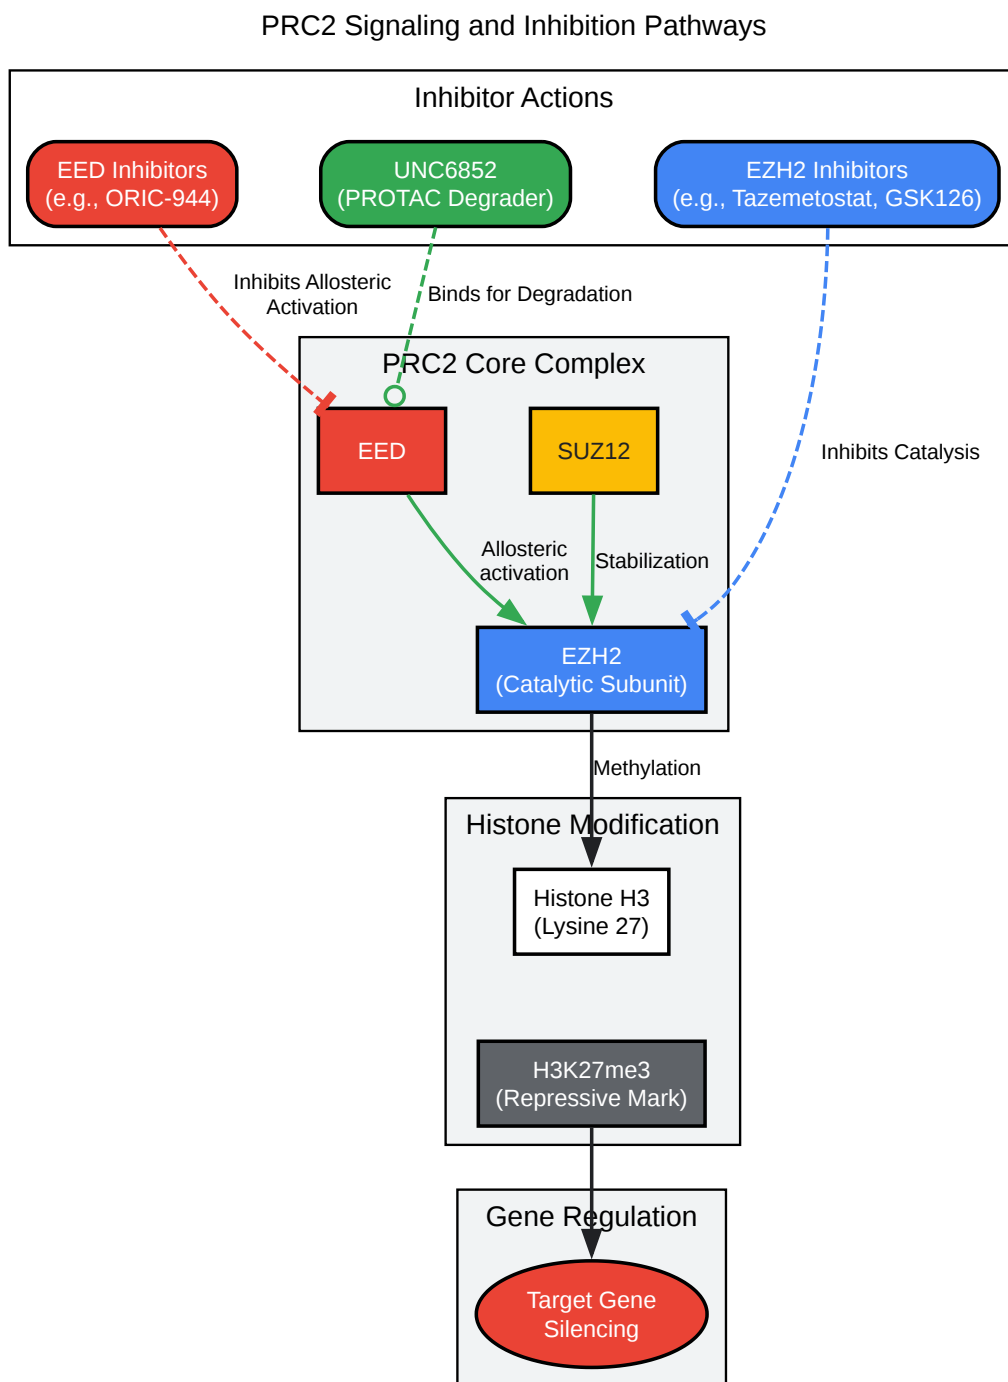 PRC2 Signaling and Inhibition Pathways
Inhibitor Actions
EED Inhibitors
(e.g., ORIC-944)
UNC6852
(PROTAC Degrader)
EZH2 Inhibitors
(e.g., Tazemetostat, GSK126)
Inhibits Allosteric
Activation
Binds for Degradation
PRC2 Core Complex
EED
SUZ12
Inhibits Catalysis
Allosteric
activation
Stabilization
EZH2
(Catalytic Subunit)
Methylation
Histone Modification
Histone H3
(Lysine 27)
H3K27me3
(Repressive Mark)
Gene Regulation
Target Gene
Silencing